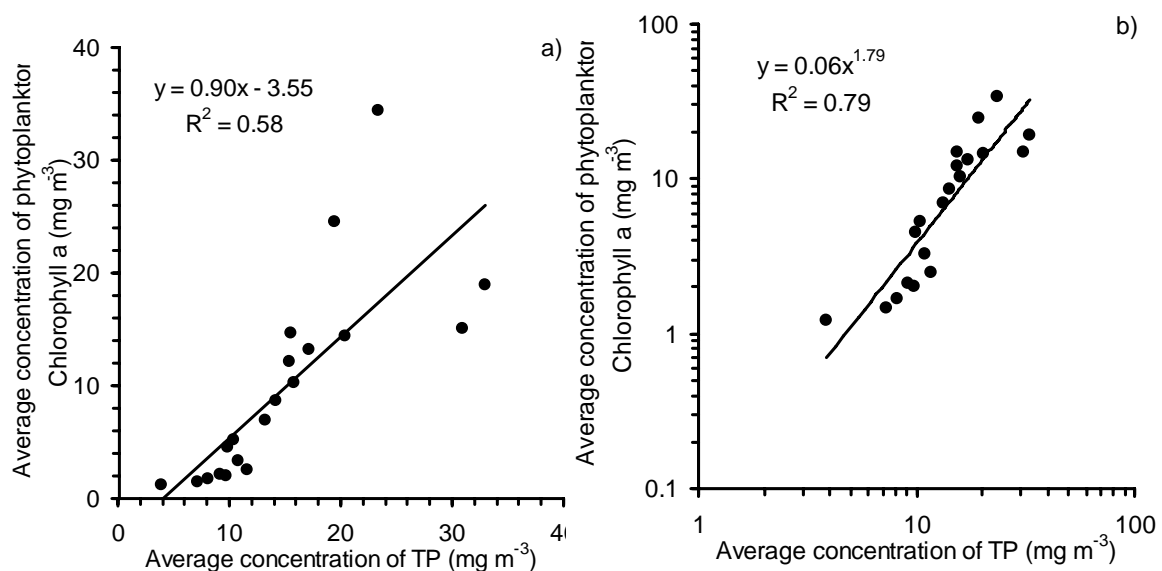 a)
y = 0.90x - 3.55
R² = 0.58
40
30
20
10
0
0 10 20 30
Average concentration of phytoplankton
Chlorophyll a (mg m⁻³)
Average concentration of TP (mg m⁻³)
b)
y = 0.06x^1.79
R² = 0.79
100
10
1
0.1
1 10 100
Average concentration of phytoplankton
Chlorophyll a (mg m⁻³)
Average concentration of TP (mg m⁻³)